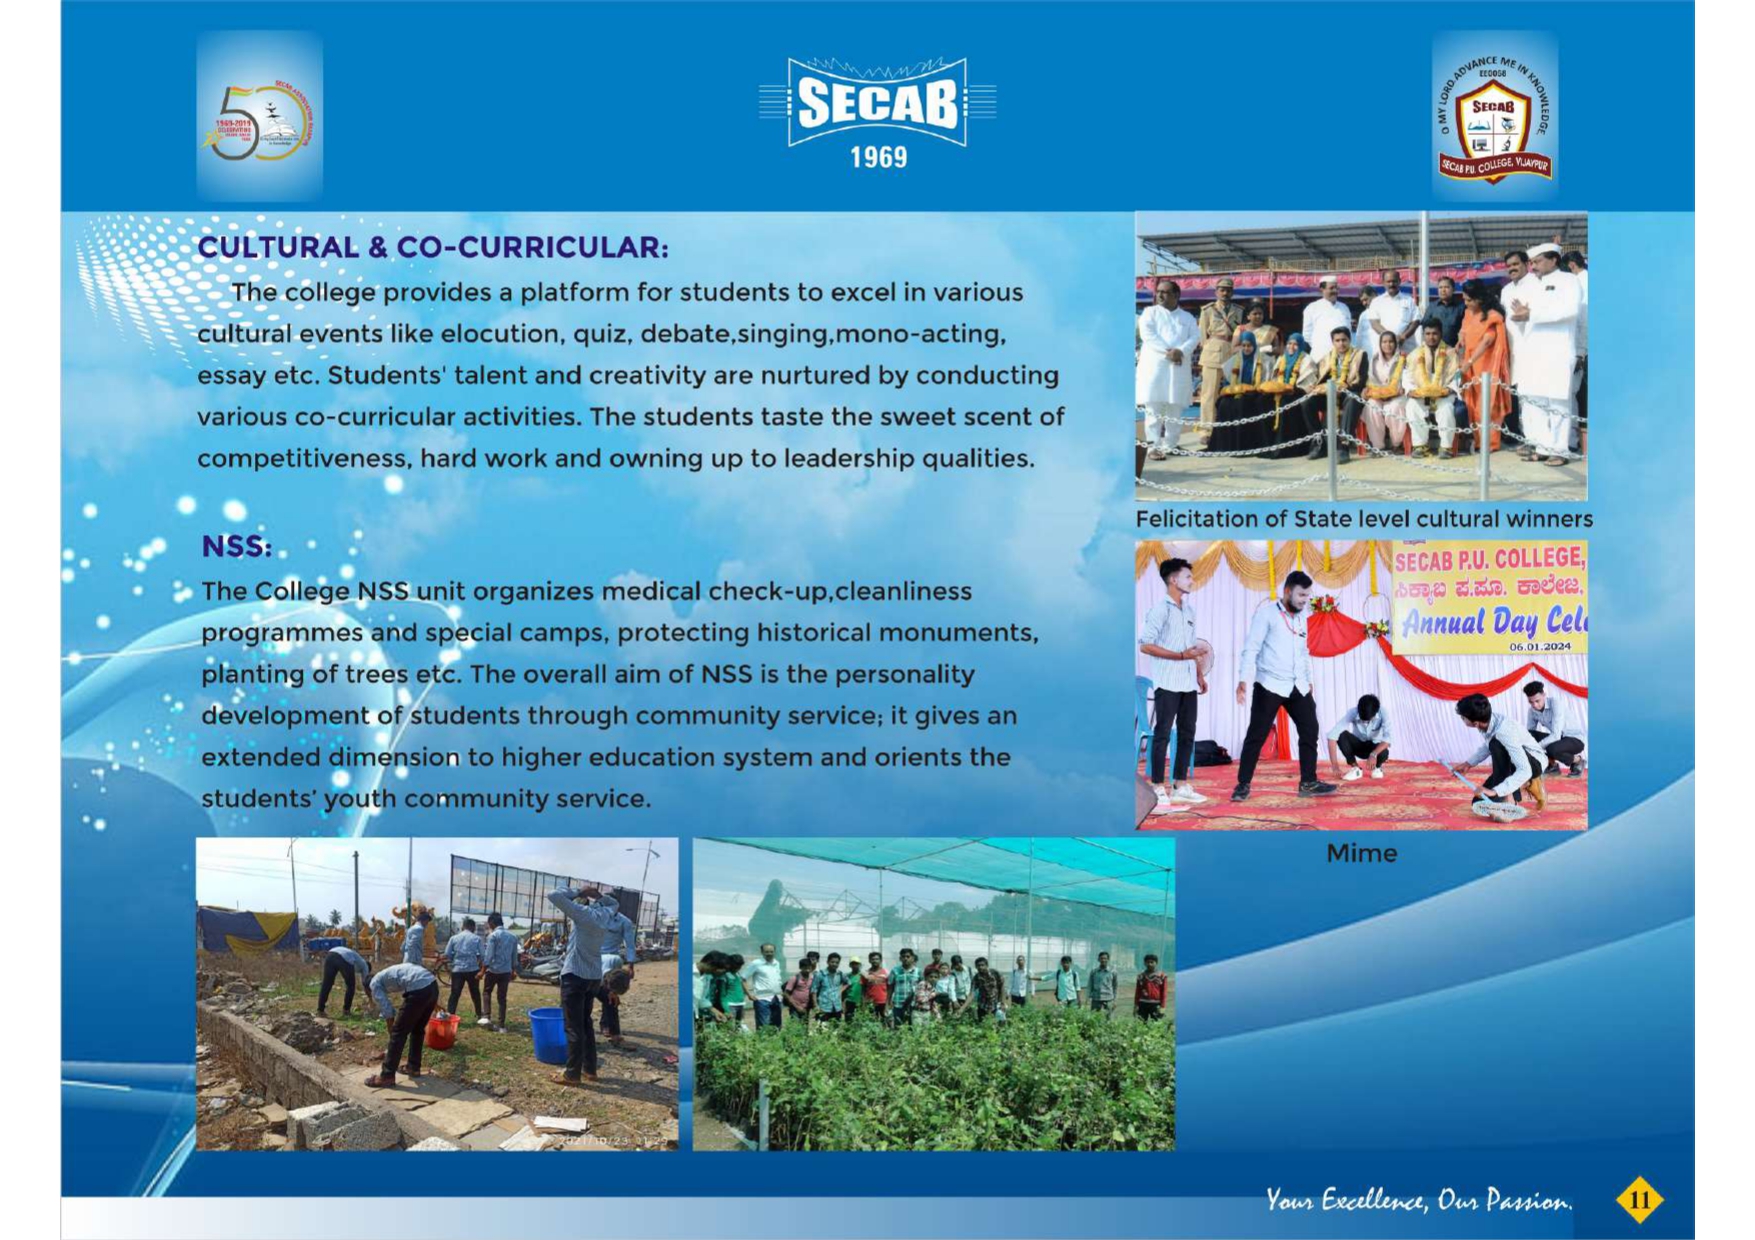 1969-2019
SECAB
1969
O MY LORD ADVANCE ME IN KNOWLEDGE
EE0058
SECAB
SECAB P.U. COLLEGE, VIJAYPUR
CULTURAL & CO-CURRICULAR:
The college provides a platform for students to excel in various
cultural events like elocution, quiz, debate,singing,mono-acting,
essay etc. Students' talent and creativity are nurtured by conducting
various co-curricular activities. The students taste the sweet scent of
competitiveness, hard work and owning up to leadership qualities.
Felicitation of State level cultural winners
NSS:
The College NSS unit organizes medical check-up,cleanliness
programmes and special camps, protecting historical monuments,
planting of trees etc. The overall aim of NSS is the personality
development of students through community service; it gives an
extended dimension to higher education system and orients the
students’ youth community service.
SECAB P.U. COLLEGE,
ಸಿಕ್ಯಾಬ ಪ.ಪೂ. ಕಾಲೇಜ,
Annual Day Cele
06.01.2024
Mime
Your Excellence, Our Passion.
11